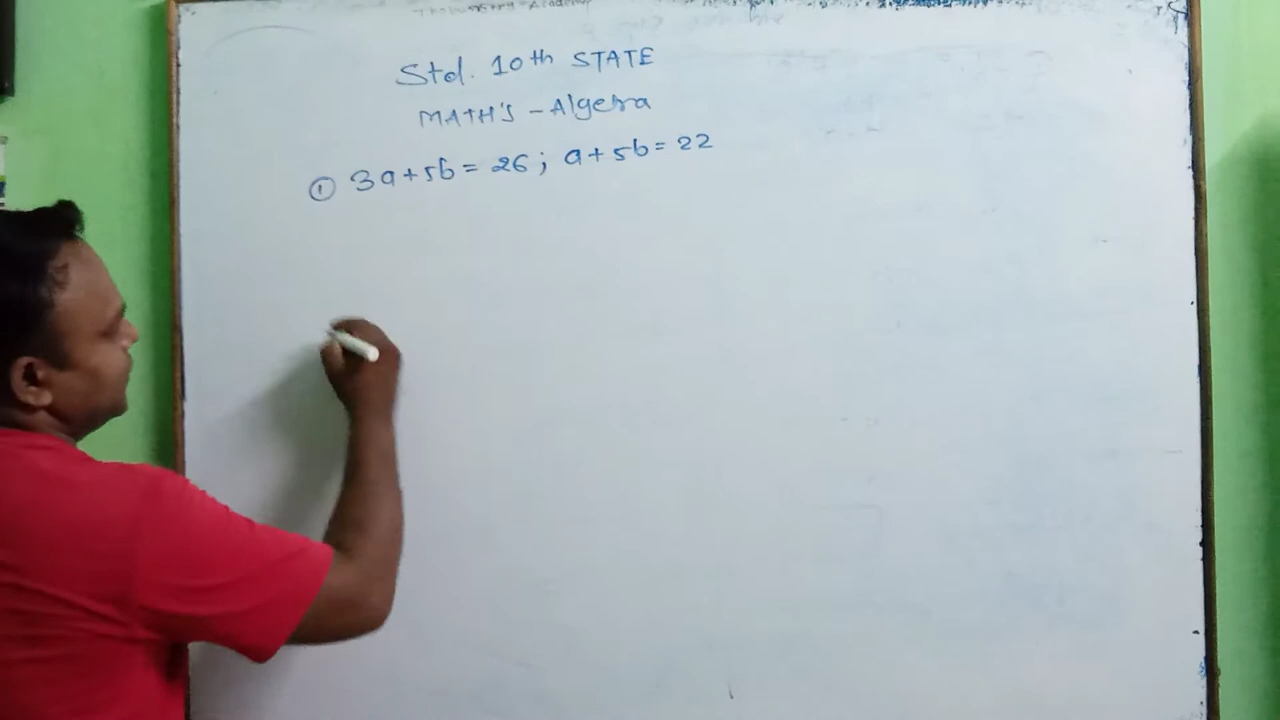 Std. 10th STATE
MATH'S - Algebra
① 3a+5b = 26; a+5b = 22